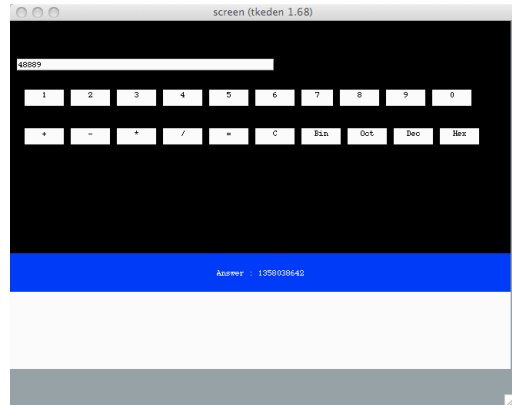 screen (tkeden 1.68)
48889
1 2 3 4 5 6 7 8 9 0
+ - * / = C Bin Oct Dec Hex
Answer : 1358038642